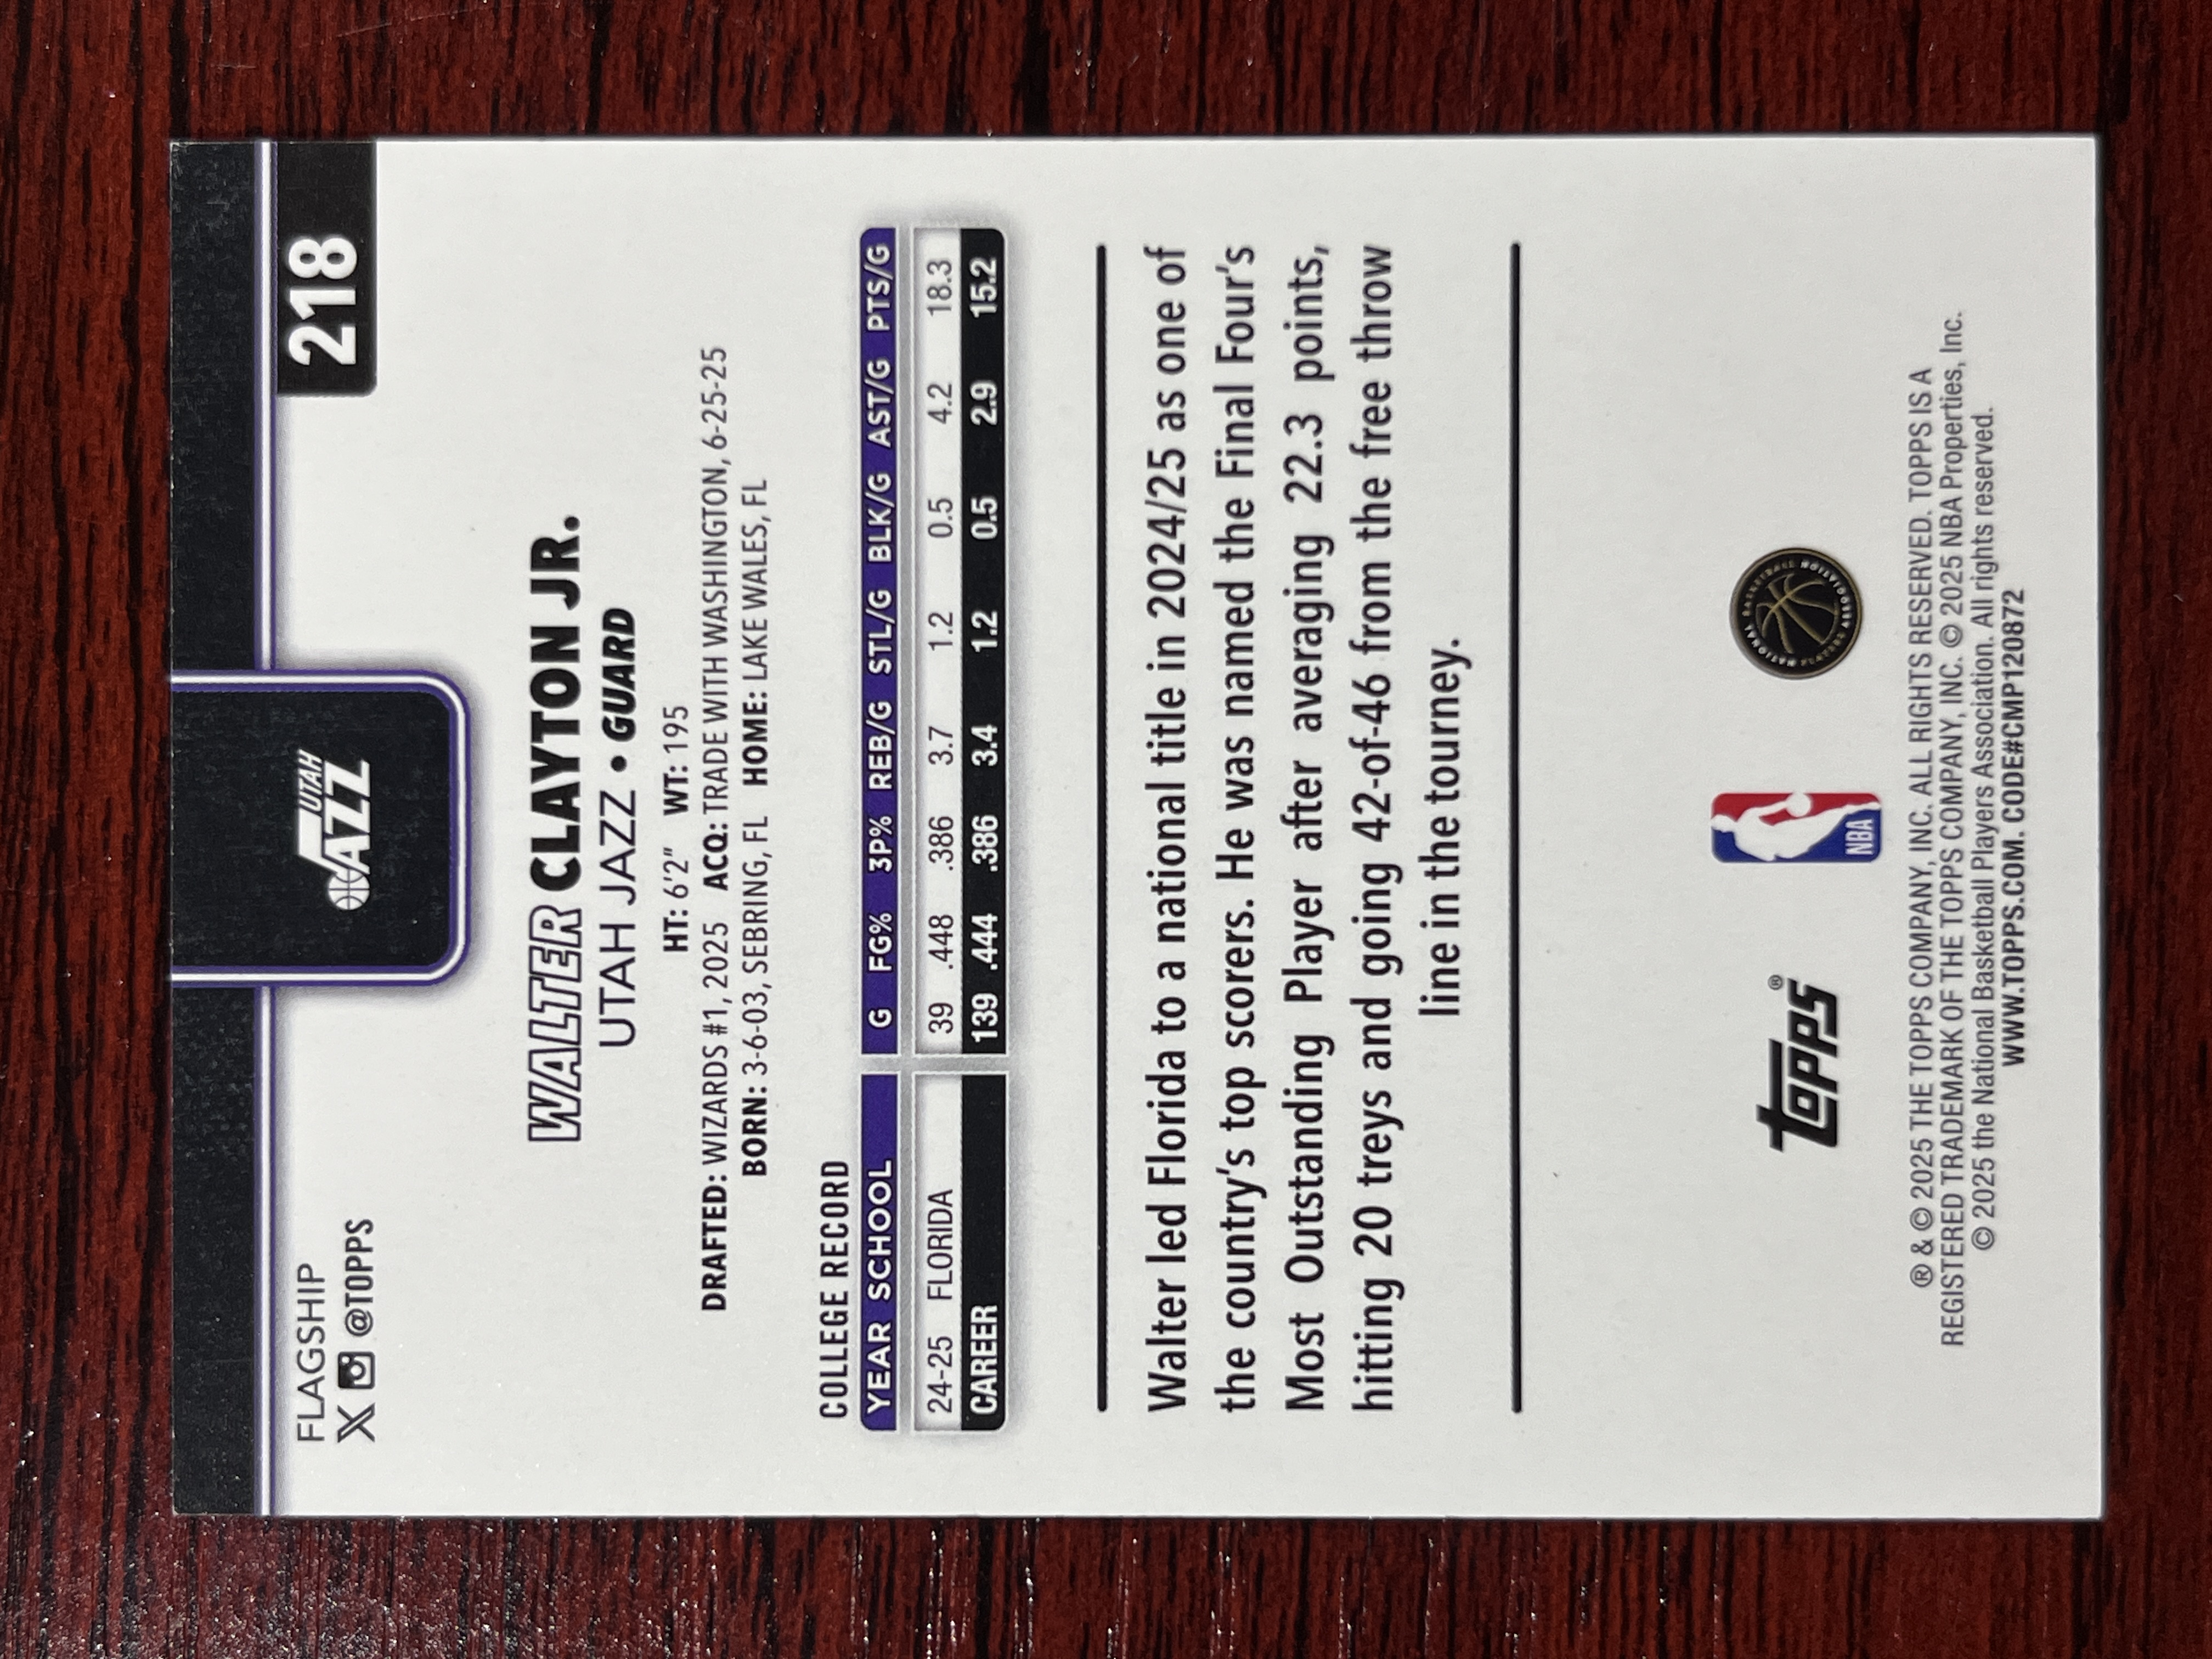 218
UTAH
JAZZ
FLAGSHIP
X @TOPPS
WALTER CLAYTON JR.
UTAH JAZZ • GUARD
HT: 6'2" WT: 195
DRAFTED: WIZARDS #1, 2025 ACQ: TRADE WITH WASHINGTON, 6-25-25
BORN: 3-6-03, SEBRING, FL HOME: LAKE WALES, FL
COLLEGE RECORD
YEAR SCHOOL G FG% 3P% REB/G STL/G BLK/G AST/G PTS/G
24-25 FLORIDA 39 .448 .386 3.7 1.2 0.5 4.2 18.3
CAREER 139 .444 .386 3.4 1.2 0.5 2.9 15.2
Walter led Florida to a national title in 2024/25 as one of
the country's top scorers. He was named the Final Four's
Most Outstanding Player after averaging 22.3 points,
hitting 20 treys and going 42-of-46 from the free throw
line in the tourney.
topps®
NBA
NATIONAL BASKETBALL PLAYERS ASSOCIATION
® & © 2025 THE TOPPS COMPANY, INC. ALL RIGHTS RESERVED. TOPPS IS A
REGISTERED TRADEMARK OF THE TOPPS COMPANY, INC. © 2025 NBA Properties, Inc.
© 2025 the National Basketball Players Association. All rights reserved.
WWW.TOPPS.COM. CODE#CMP120872